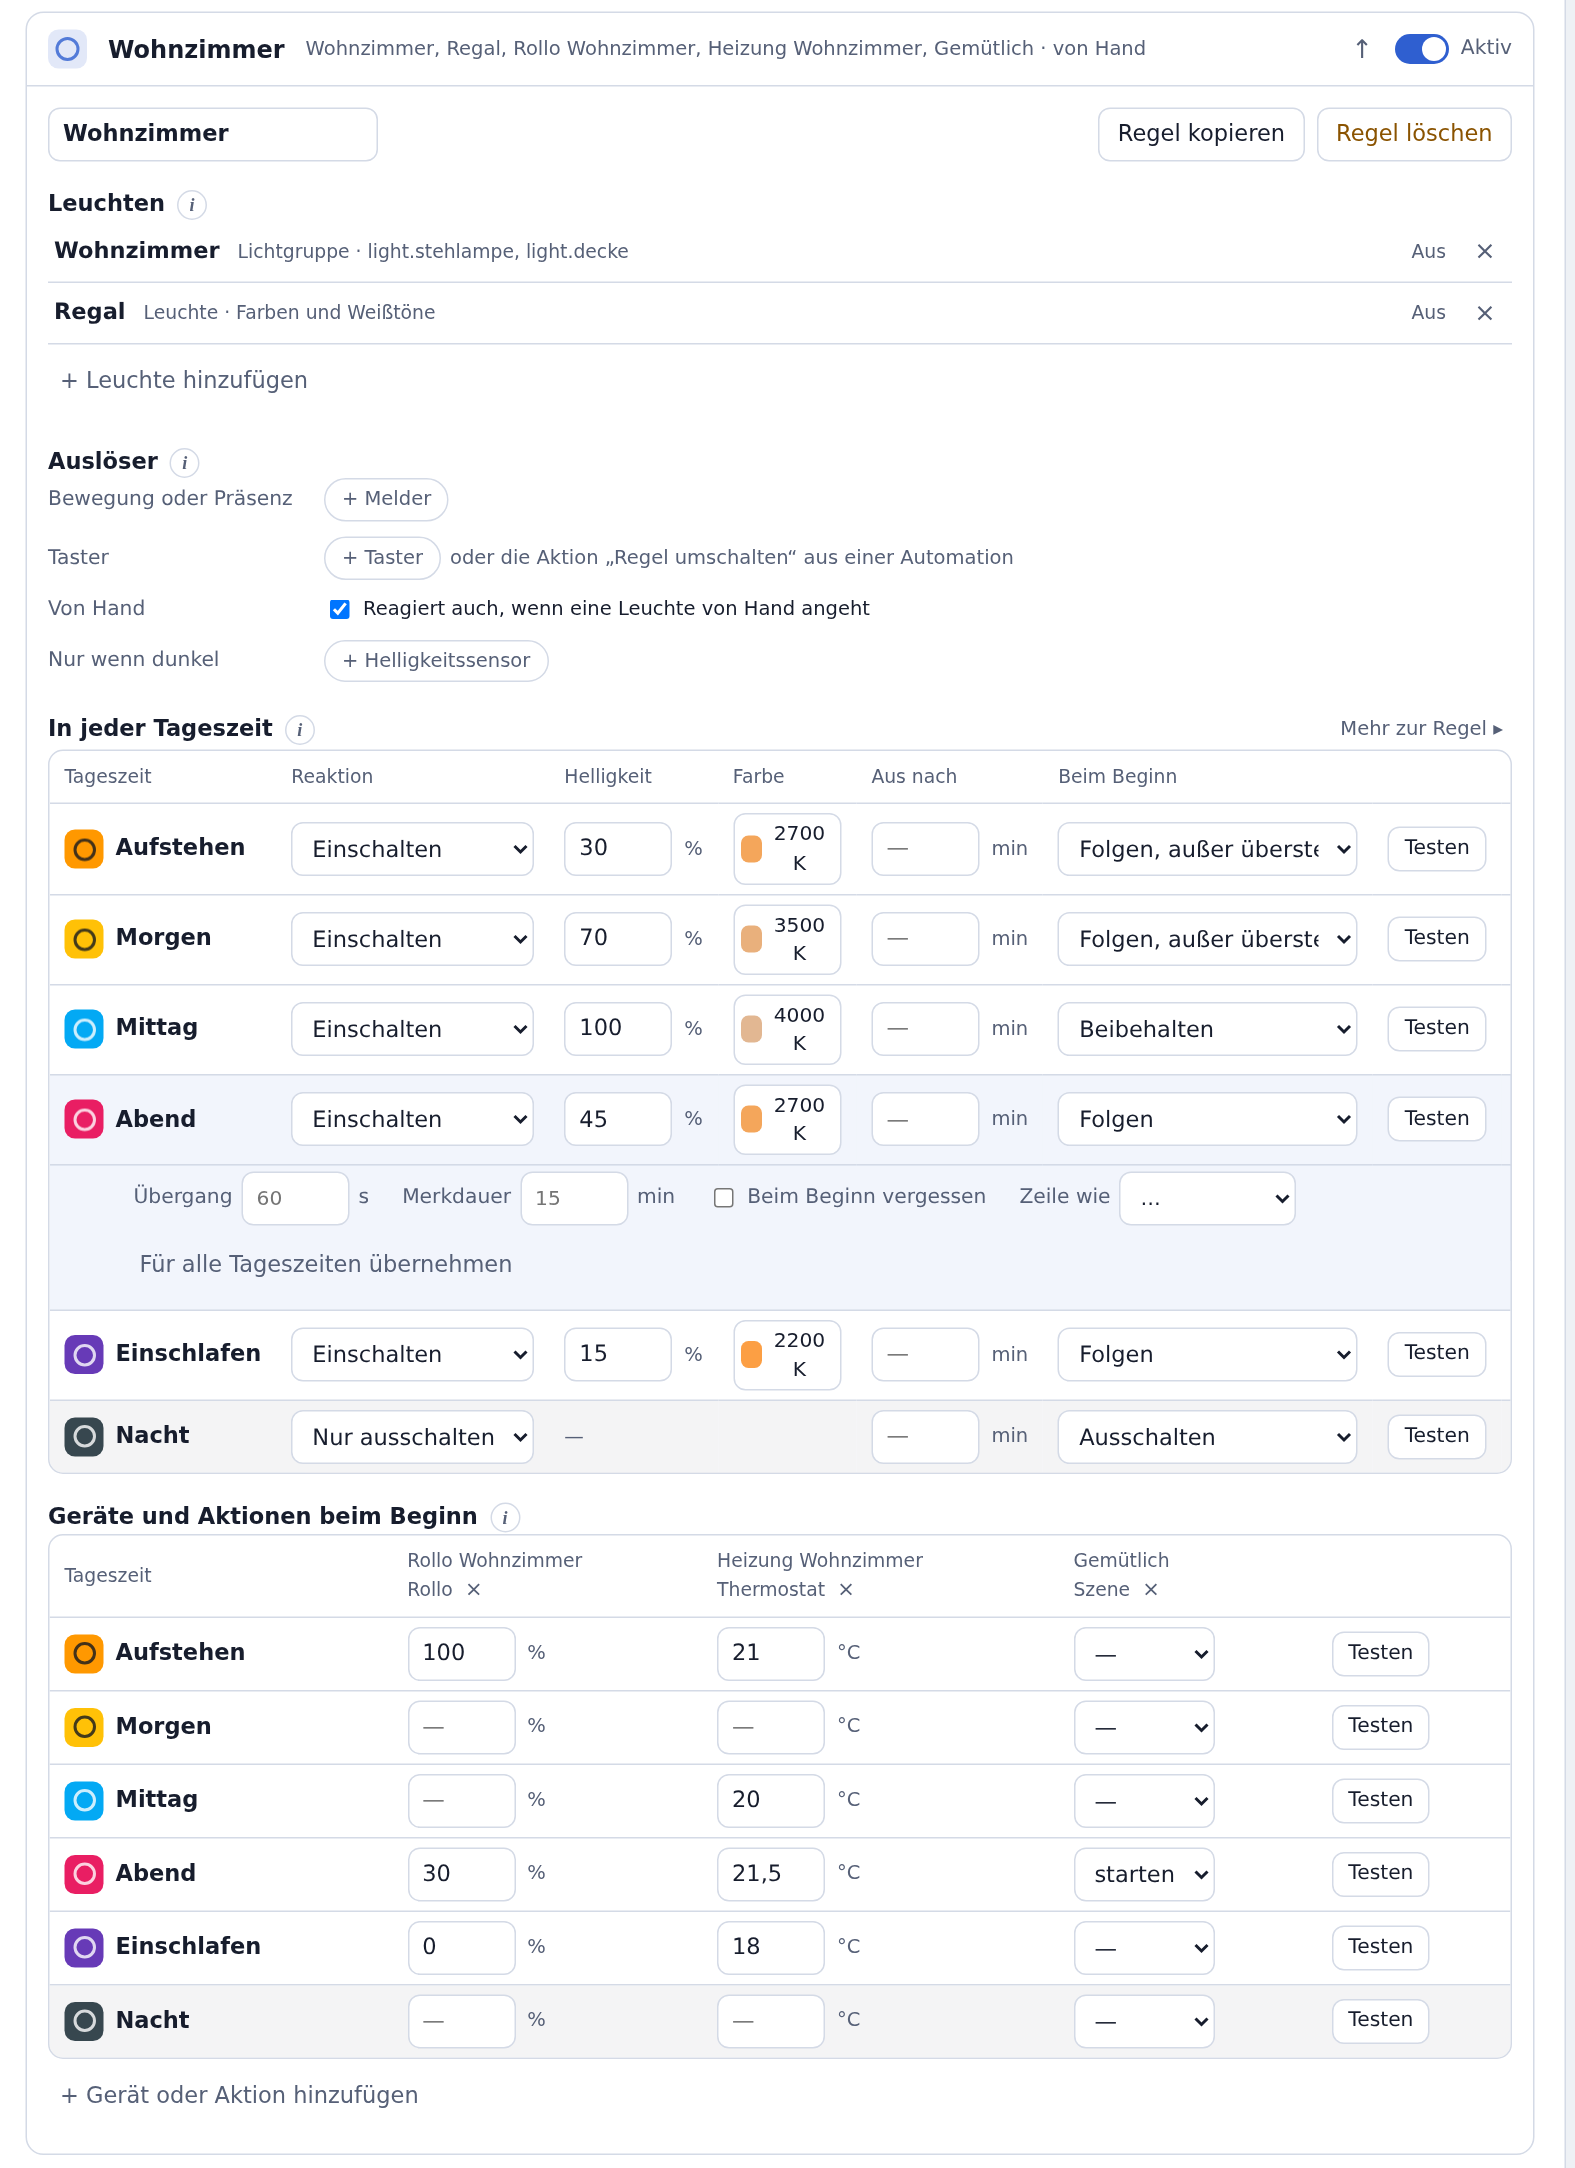 Wohnzimmer Wohnzimmer, Regal, Rollo Wohnzimmer, Heizung Wohnzimmer, Gemütlich · von Hand ↑ Aktiv
Wohnzimmer Regel kopieren Regel löschen
Leuchten i
Wohnzimmer Lichtgruppe · light.stehlampe, light.decke Aus ×
Regal Leuchte · Farben und Weißtöne Aus ×
+ Leuchte hinzufügen
Auslöser i
Bewegung oder Präsenz + Melder
Taster + Taster oder die Aktion „Regel umschalten“ aus einer Automation
Von Hand Reagiert auch, wenn eine Leuchte von Hand angeht
Nur wenn dunkel + Helligkeitssensor
In jeder Tageszeit i Mehr zur Regel ▸
Tageszeit Reaktion Helligkeit Farbe Aus nach Beim Beginn
Aufstehen Einschalten 30 % 2700 K — min Folgen, außer überste Testen
Morgen Einschalten 70 % 3500 K — min Folgen, außer überste Testen
Mittag Einschalten 100 % 4000 K — min Beibehalten Testen
Abend Einschalten 45 % 2700 K — min Folgen Testen
Übergang 60 s Merkdauer 15 min Beim Beginn vergessen Zeile wie ...
Für alle Tageszeiten übernehmen
Einschlafen Einschalten 15 % 2200 K — min Folgen Testen
Nacht Nur ausschalten — — min Ausschalten Testen
Geräte und Aktionen beim Beginn i
Tageszeit Rollo Wohnzimmer Heizung Wohnzimmer Gemütlich
Rollo × Thermostat × Szene ×
Aufstehen 100 % 21 °C — Testen
Morgen — % — °C — Testen
Mittag — % 20 °C — Testen
Abend 30 % 21,5 °C starten Testen
Einschlafen 0 % 18 °C — Testen
Nacht — % — °C — Testen
+ Gerät oder Aktion hinzufügen